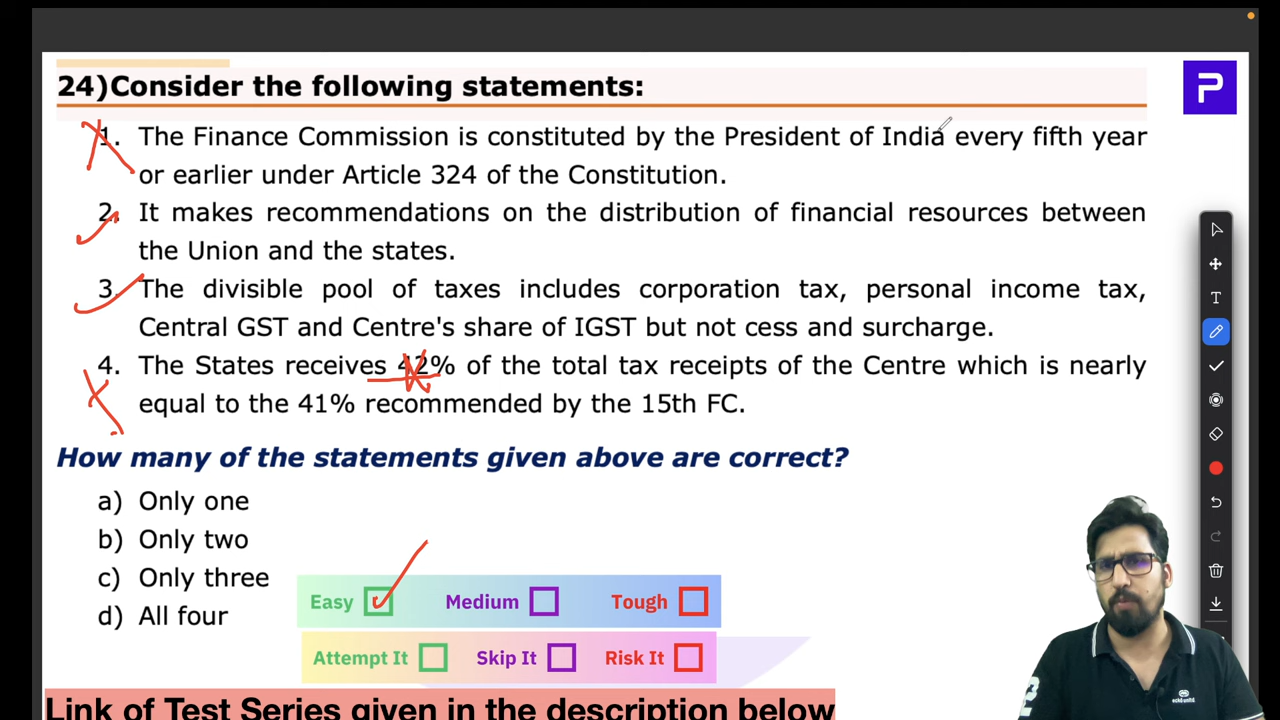 24)Consider the following statements:
1. The Finance Commission is constituted by the President of India every fifth year
or earlier under Article 324 of the Constitution.
2. It makes recommendations on the distribution of financial resources between
the Union and the states.
3. The divisible pool of taxes includes corporation tax, personal income tax,
Central GST and Centre's share of IGST but not cess and surcharge.
4. The States receives 42% of the total tax receipts of the Centre which is nearly
equal to the 41% recommended by the 15th FC.
How many of the statements given above are correct?
a) Only one
b) Only two
c) Only three
d) All four
Easy Medium Tough
Attempt It Skip It Risk It
Link of Test Series given in the description below